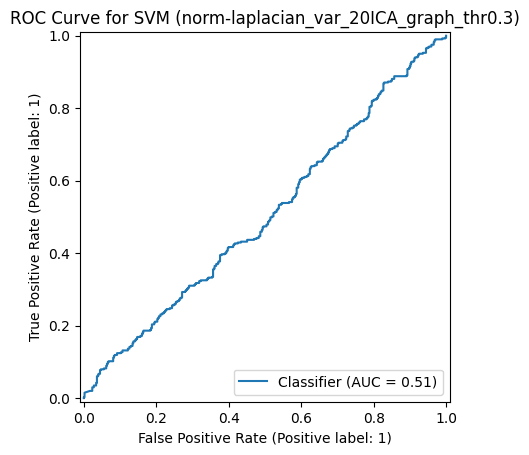 ROC Curve for SVM (norm-laplacian_var_20ICA_graph_thr0.3)
1.0
0.8
0.6
0.4
0.2
0.0
True Positive Rate (Positive label: 1)
Classifier (AUC = 0.51)
0.0 0.2 0.4 0.6 0.8 1.0
False Positive Rate (Positive label: 1)